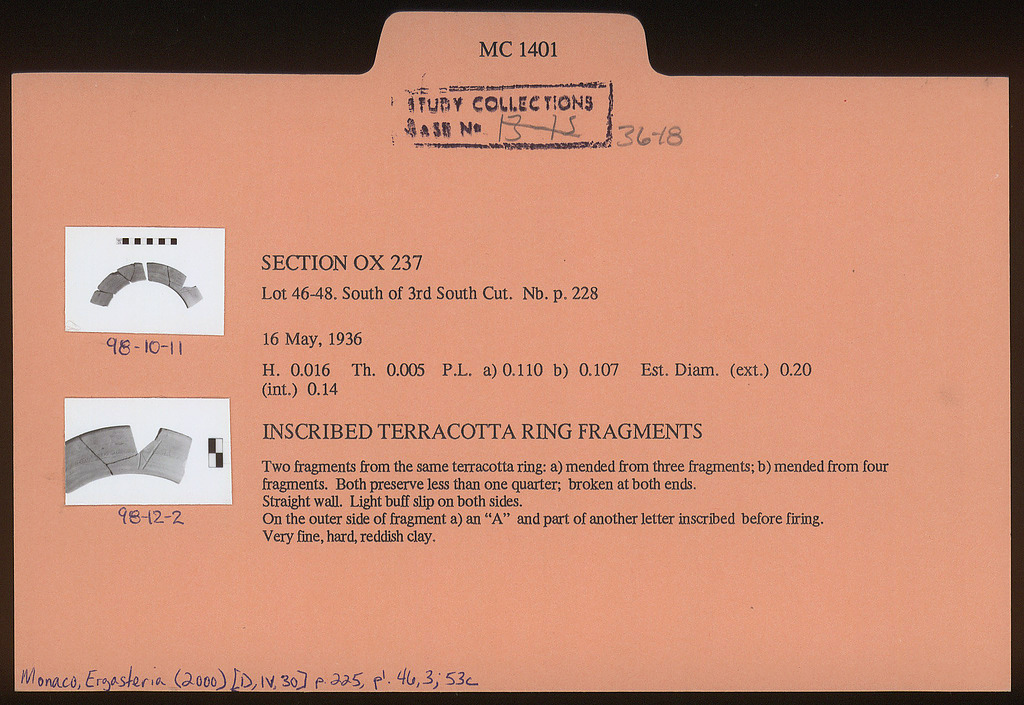 MC 1401
STUDY COLLECTIONS
CASE No 13-15 36-18
SECTION OX 237
Lot 46-48. South of 3rd South Cut. Nb. p. 228
98-10-11
16 May, 1936
H. 0.016 Th. 0.005 P.L. a) 0.110 b) 0.107 Est. Diam. (ext.) 0.20
(int.) 0.14
INSCRIBED TERRACOTTA RING FRAGMENTS
Two fragments from the same terracotta ring: a) mended from three fragments; b) mended from four
fragments. Both preserve less than one quarter; broken at both ends.
Straight wall. Light buff slip on both sides.
98-12-2
On the outer side of fragment a) an “A” and part of another letter inscribed before firing.
Very fine, hard, reddish clay.
Monaco, Ergasteria (2000) [D, IV, 30] p. 225, pl. 46, 3; 53c